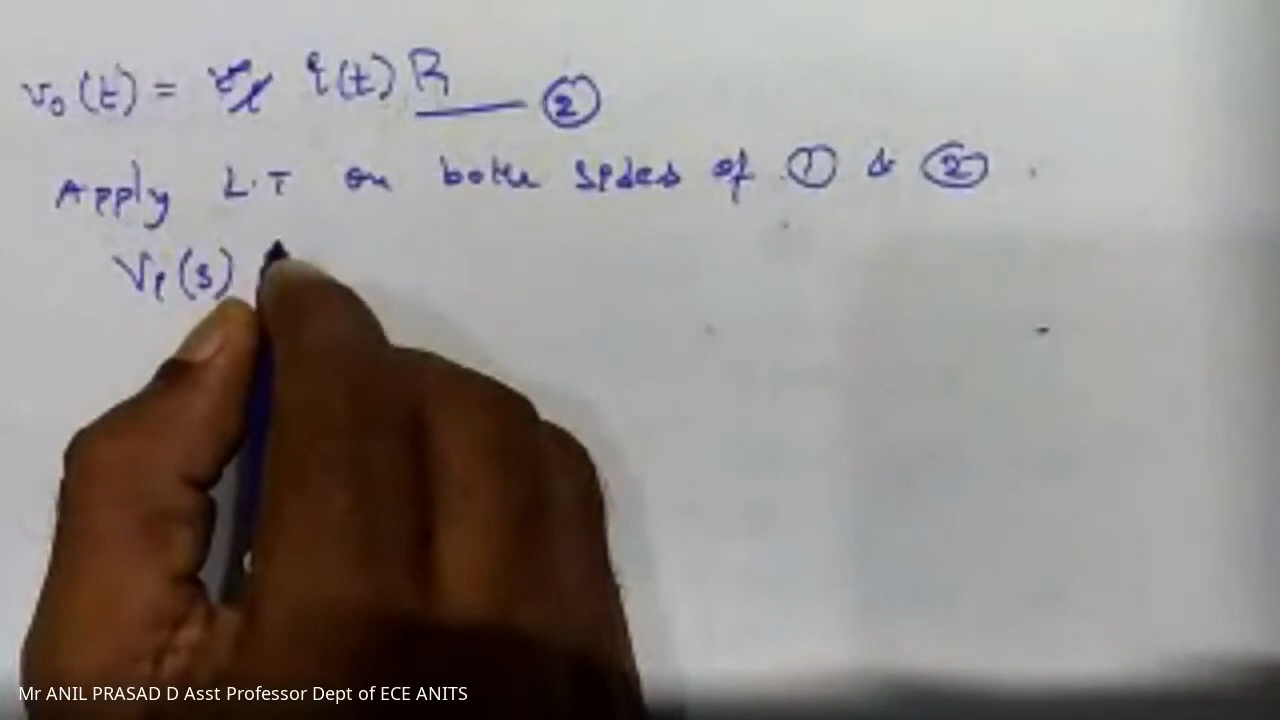 v₀(t) = i(t) R ②
Apply L.T on both sides of ① & ②.
Vi(s)
Mr ANIL PRASAD D Asst Professor Dept of ECE ANITS